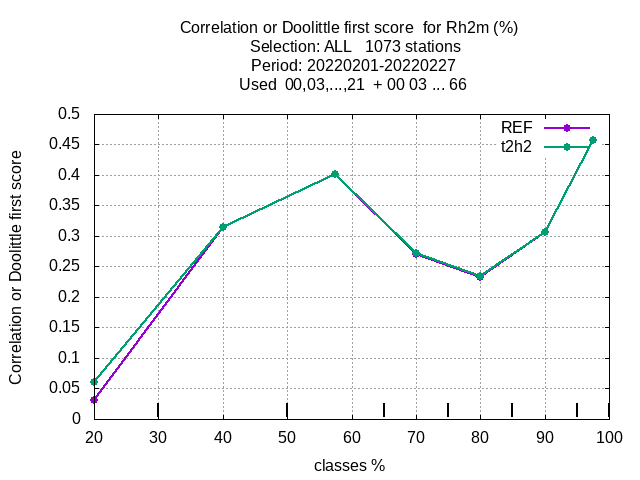 Correlation or Doolittle first score  for Rh2m (%)
Selection: ALL   1073 stations
Period: 20220201-20220227
Used  00,03,...,21  + 00 03 ... 66
REF
t2h2
0.5
0.45
0.4
0.35
0.3
0.25
0.2
0.15
0.1
0.05
0
Correlation or Doolittle first score
20 30 40 50 60 70 80 90 100
classes %